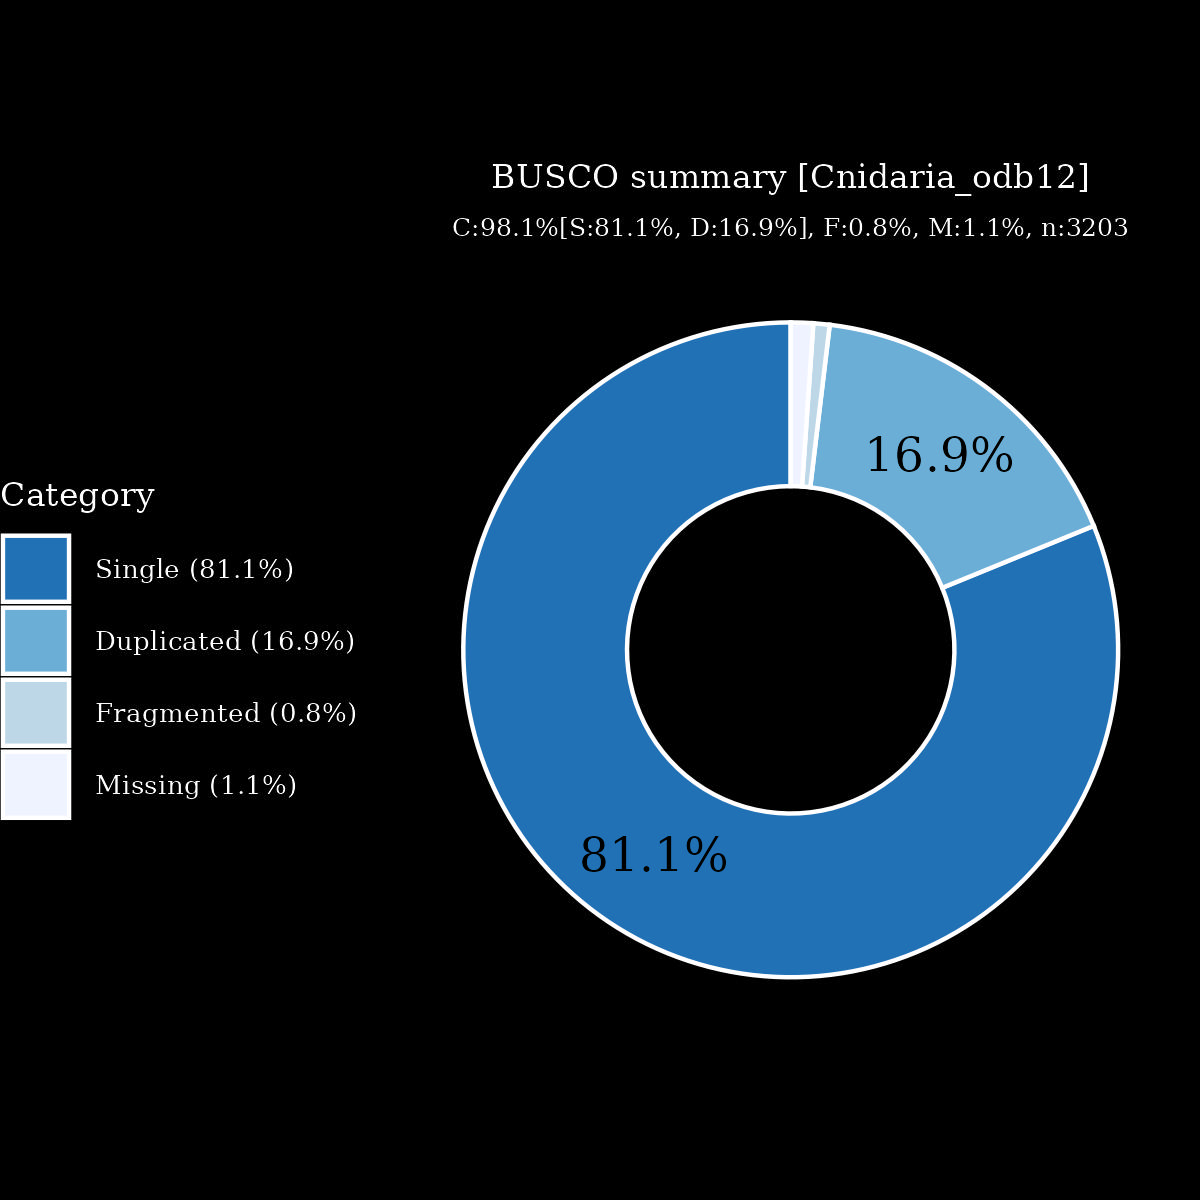 BUSCO summary [Cnidaria_odb12]
C:98.1%[S:81.1%, D:16.9%], F:0.8%, M:1.1%, n:3203
16.9%
81.1%
Category
Single (81.1%)
Duplicated (16.9%)
Fragmented (0.8%)
Missing (1.1%)